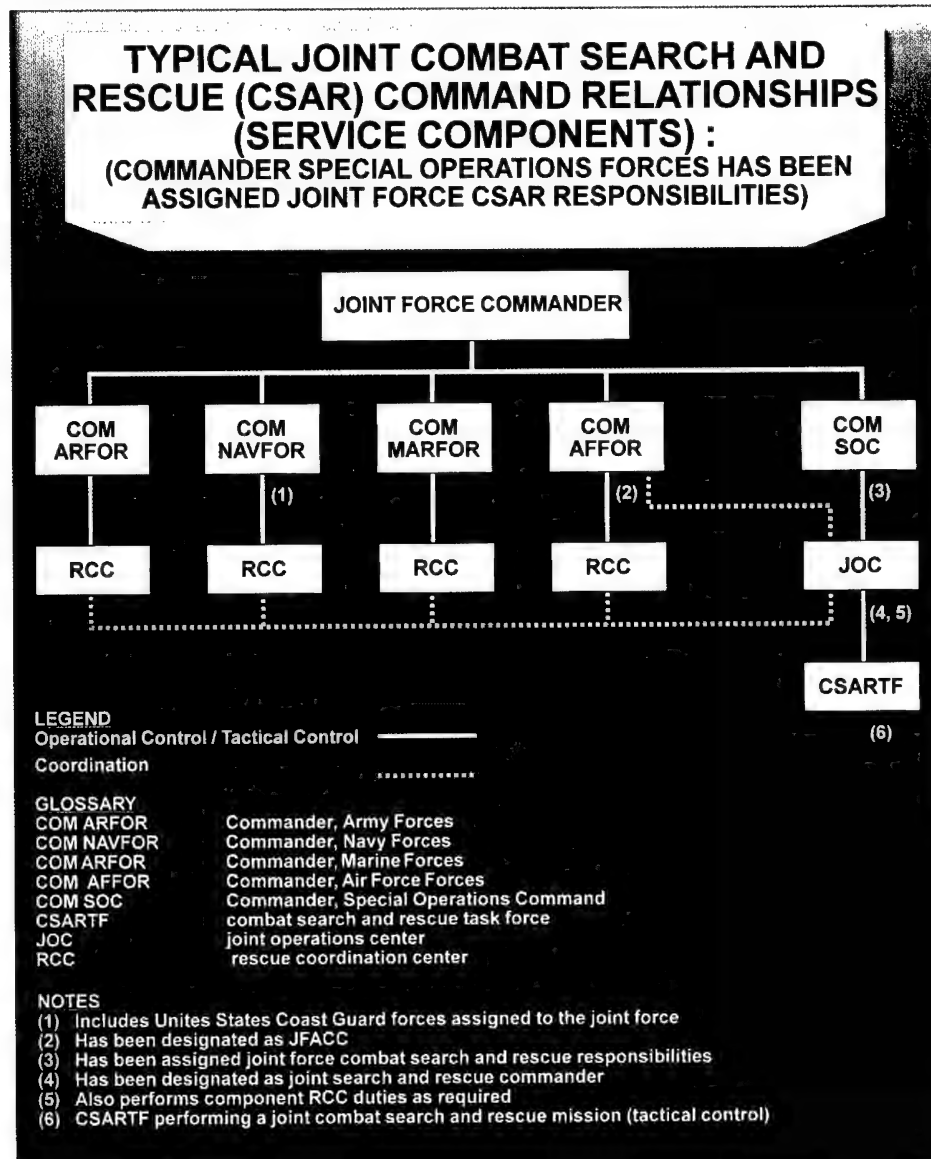 TYPICAL JOINT COMBAT SEARCH AND
RESCUE (CSAR) COMMAND RELATIONSHIPS
(SERVICE COMPONENTS) :
(COMMANDER SPECIAL OPERATIONS FORCES HAS BEEN
ASSIGNED JOINT FORCE CSAR RESPONSIBILITIES)
JOINT FORCE COMMANDER
COM
ARFOR
COM
NAVFOR
COM
MARFOR
COM
AFFOR
COM
SOC
(1)
(2)
(3)
RCC
RCC
RCC
RCC
JOC
(4, 5)
CSARTF
(6)
LEGEND
Operational Control / Tactical Control
Coordination
GLOSSARY
COM ARFOR Commander, Army Forces
COM NAVFOR Commander, Navy Forces
COM ARFOR Commander, Marine Forces
COM AFFOR Commander, Air Force Forces
COM SOC Commander, Special Operations Command
CSARTF combat search and rescue task force
JOC joint operations center
RCC rescue coordination center
NOTES
(1) Includes Unites States Coast Guard forces assigned to the joint force
(2) Has been designated as JFACC
(3) Has been assigned joint force combat search and rescue responsibilities
(4) Has been designated as joint search and rescue commander
(5) Also performs component RCC duties as required
(6) CSARTF performing a joint combat search and rescue mission (tactical control)